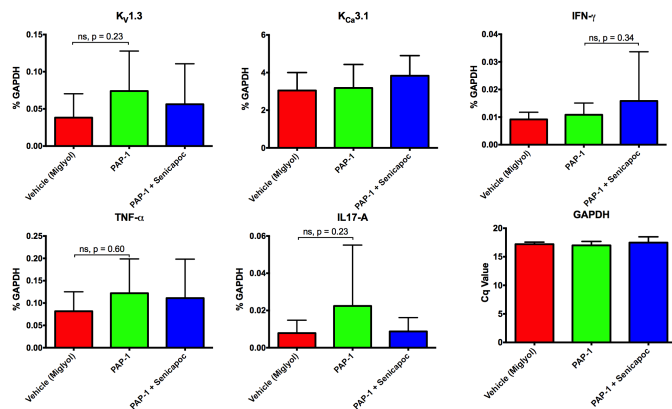 K_V1.3
% GAPDH
0.15
0.10
0.05
0.00
ns, p = 0.23
Vehicle (Miglyol)
PAP-1
PAP-1 + Senicapoc
K_Ca3.1
% GAPDH
6
4
2
0
Vehicle (Miglyol)
PAP-1
PAP-1 + Senicapoc
IFN-γ
% GAPDH
0.04
0.03
0.02
0.01
0.00
ns, p = 0.34
Vehicle (Miglyol)
PAP-1
PAP-1 + Senicapoc
TNF-α
% GAPDH
0.25
0.20
0.15
0.10
0.05
0.00
ns, p = 0.60
Vehicle (Miglyol)
PAP-1
PAP-1 + Senicapoc
IL17-A
% GAPDH
0.06
0.04
0.02
0.00
ns, p = 0.23
Vehicle (Miglyol)
PAP-1
PAP-1 + Senicapoc
GAPDH
Cq Value
20
15
10
5
0
Vehicle (Miglyol)
PAP-1
PAP-1 + Senicapoc